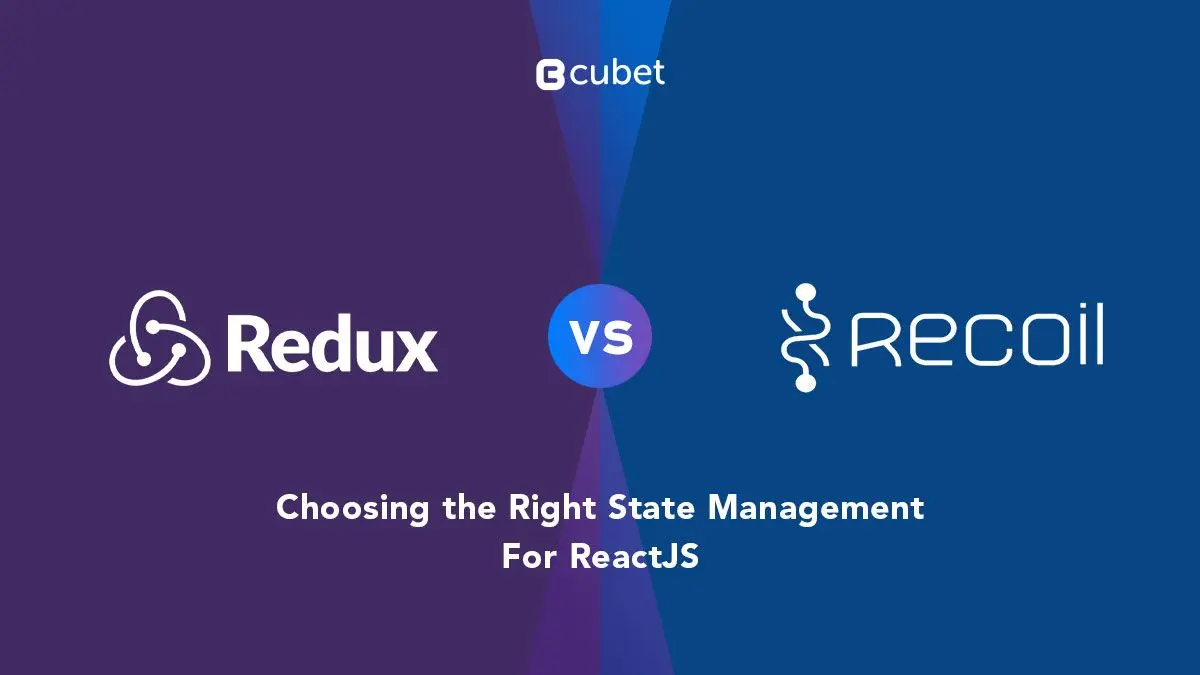 cubet
Redux
VS
Recoil
Choosing the Right State Management
For ReactJS